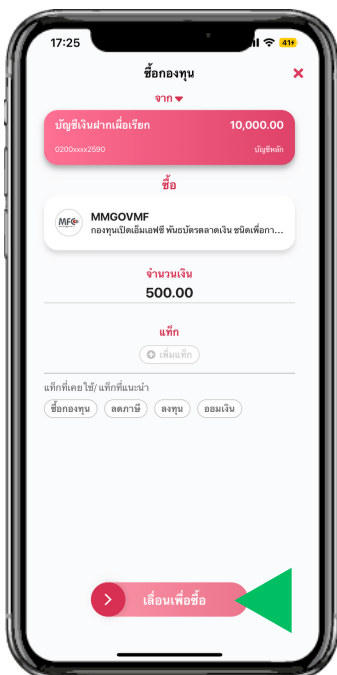 17:25
41+
ซื้อกองทุน
จาก
บัญชีเงินฝากเผื่อเรียก 10,000.00
0200xxxx2590 บัญชีหลัก
ซื้อ
MFC
MMGOVMF
กองทุนเปิดเอ็มเอฟซี พันธบัตรตลาดเงิน ชนิดเพื่อกา...
จำนวนเงิน
500.00
แท็ก
เพิ่มแท็ก
แท็กที่เคยใช้/แท็กที่แนะนำ
ซื้อกองทุน ลดภาษี ลงทุน ออมเงิน
เลื่อนเพื่อซื้อ